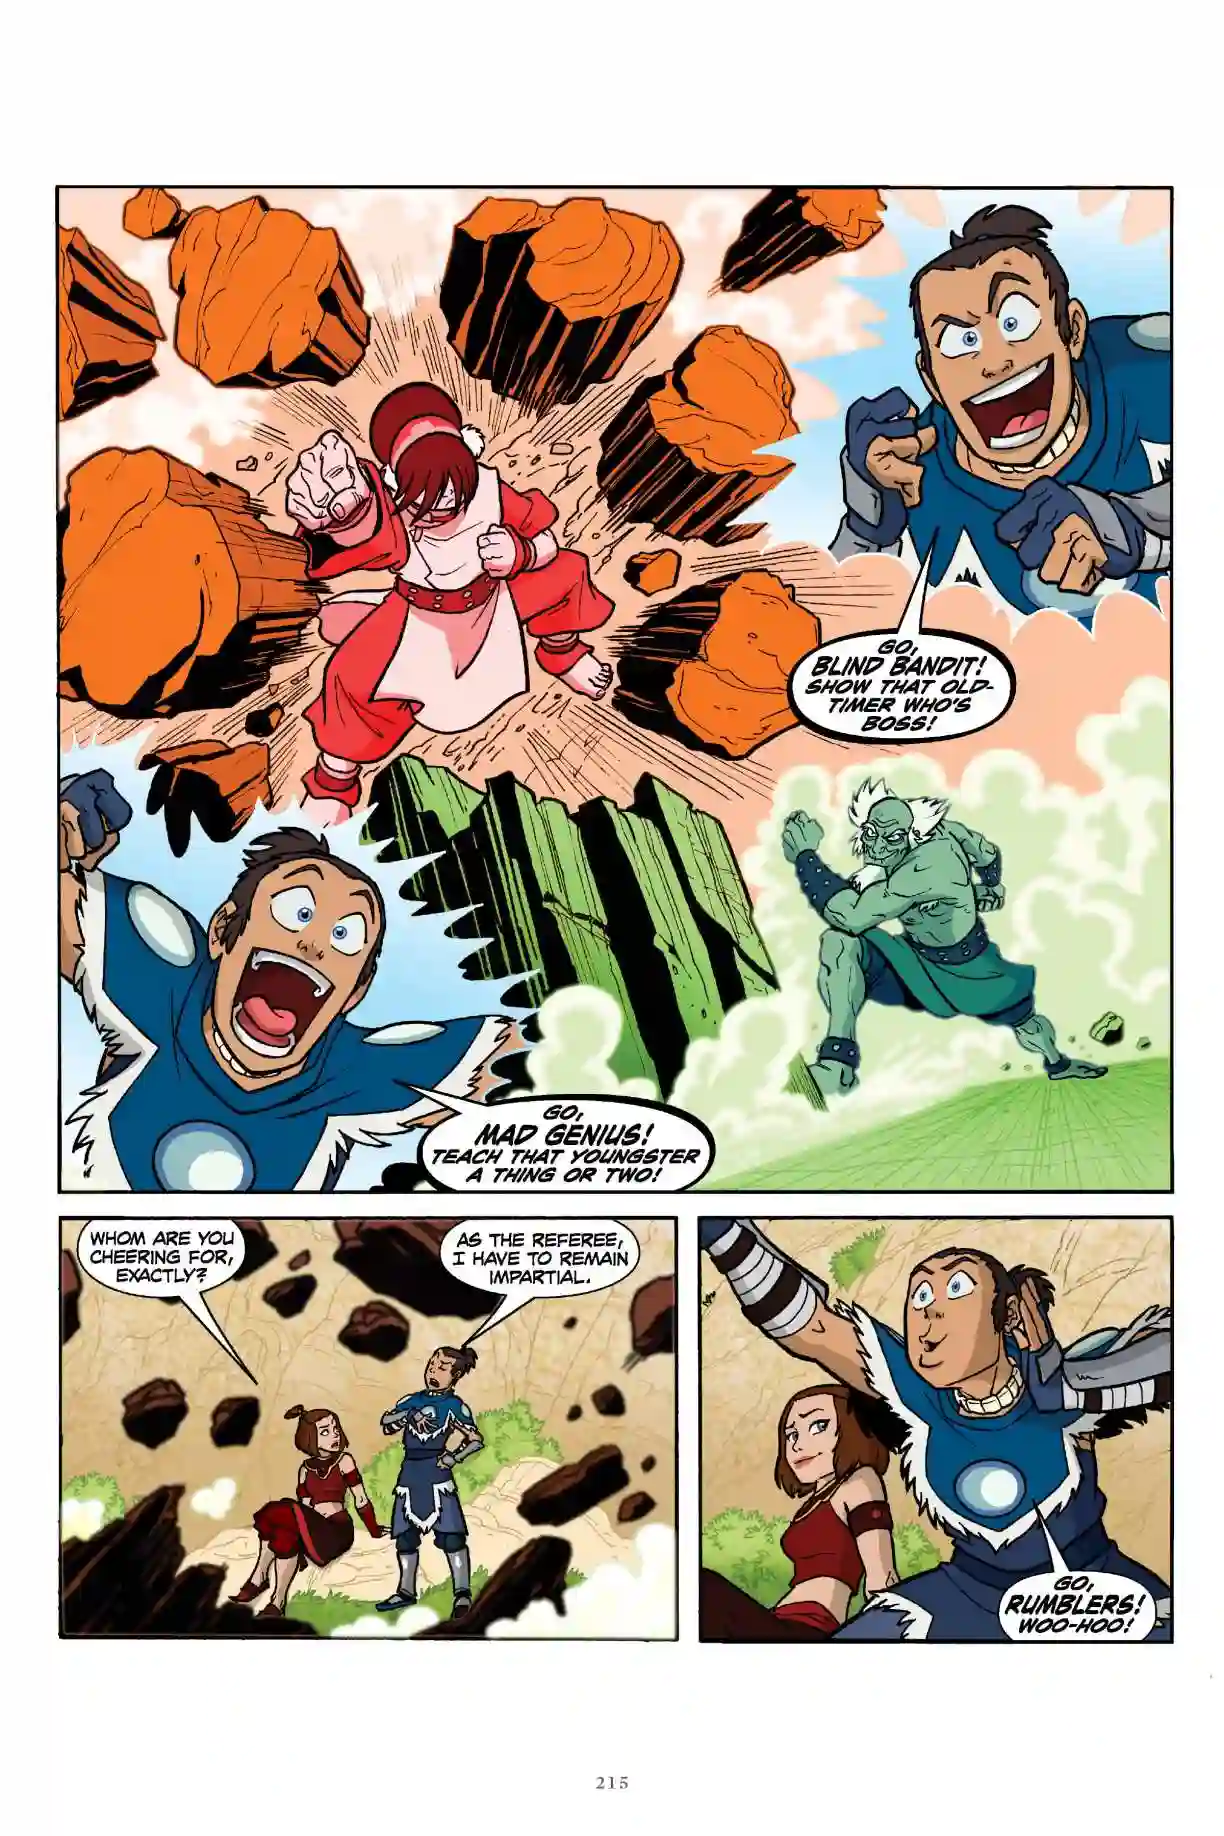 GO,
BLIND BANDIT!
SHOW THAT OLD-
TIMER WHO'S
BOSS!
GO,
MAD GENIUS!
TEACH THAT YOUNGSTER
A THING OR TWO!
WHOM ARE YOU
CHEERING FOR,
EXACTLY?
AS THE REFEREE,
I HAVE TO REMAIN
IMPARTIAL.
GO,
RUMBLERS!
WOO-HOO!
215